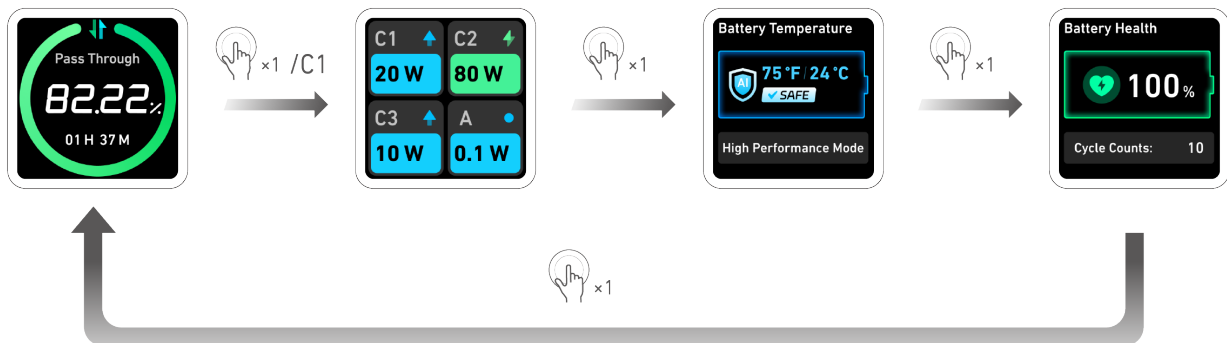 Pass Through
82.22%
01 H 37 M
×1 /C1
C1 C2
20 W 80 W
C3 A
10 W 0.1 W
×1
Battery Temperature
AI
75 °F 24 °C
SAFE
High Performance Mode
×1
Battery Health
100%
Cycle Counts: 10
×1